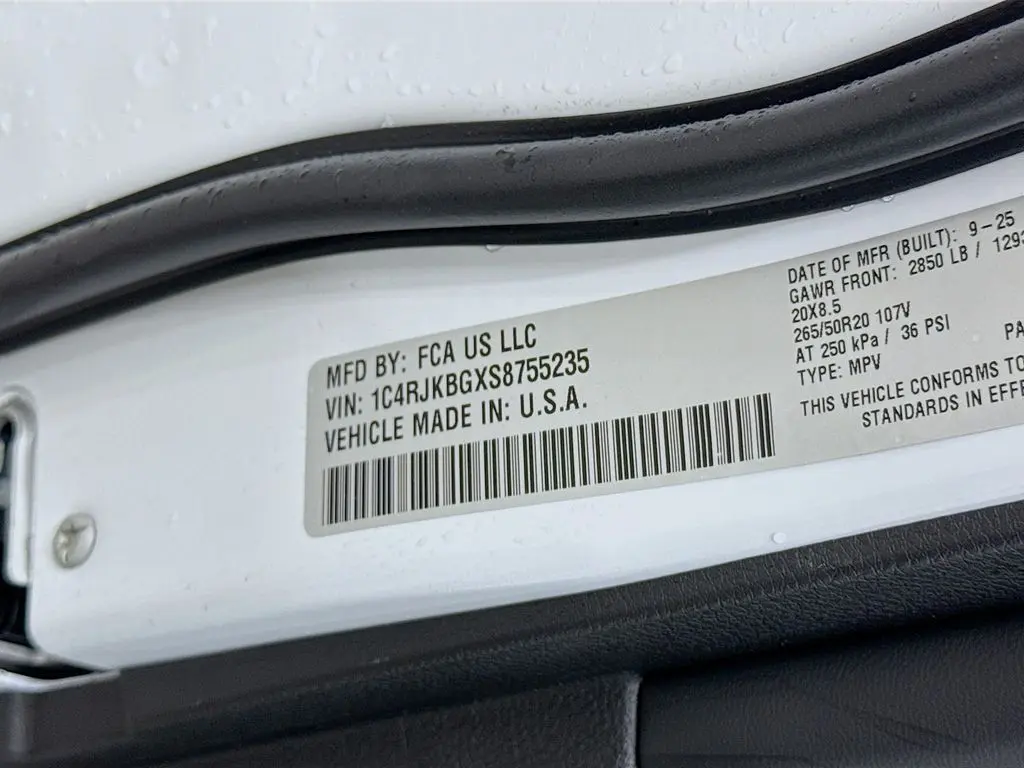 MFD BY: FCA US LLC
VIN: 1C4RJKBGXS8755235
VEHICLE MADE IN: U.S.A.
DATE OF MFR (BUILT): 9-25
GAWR FRONT: 2850 LB / 1293
20X8.5
265/50R20 107V
AT 250 kPa / 36 PSI
TYPE: MPV
THIS VEHICLE CONFORMS TO
STANDARDS IN EFFE